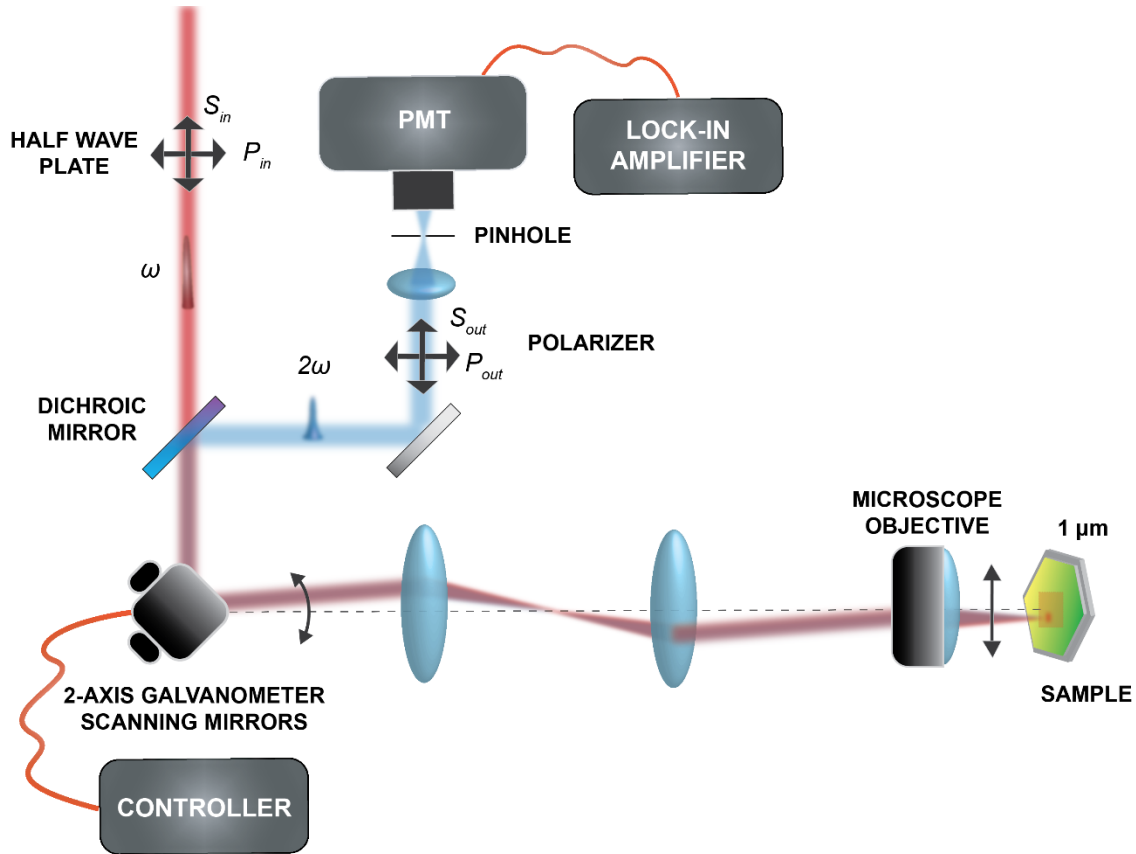 S_in
HALF WAVE
PLATE
P_in
PMT
LOCK-IN
AMPLIFIER
PINHOLE
ω
S_out
POLARIZER
P_out
2ω
DICHROIC
MIRROR
MICROSCOPE
OBJECTIVE
1 μm
2-AXIS GALVANOMETER
SCANNING MIRRORS
SAMPLE
CONTROLLER